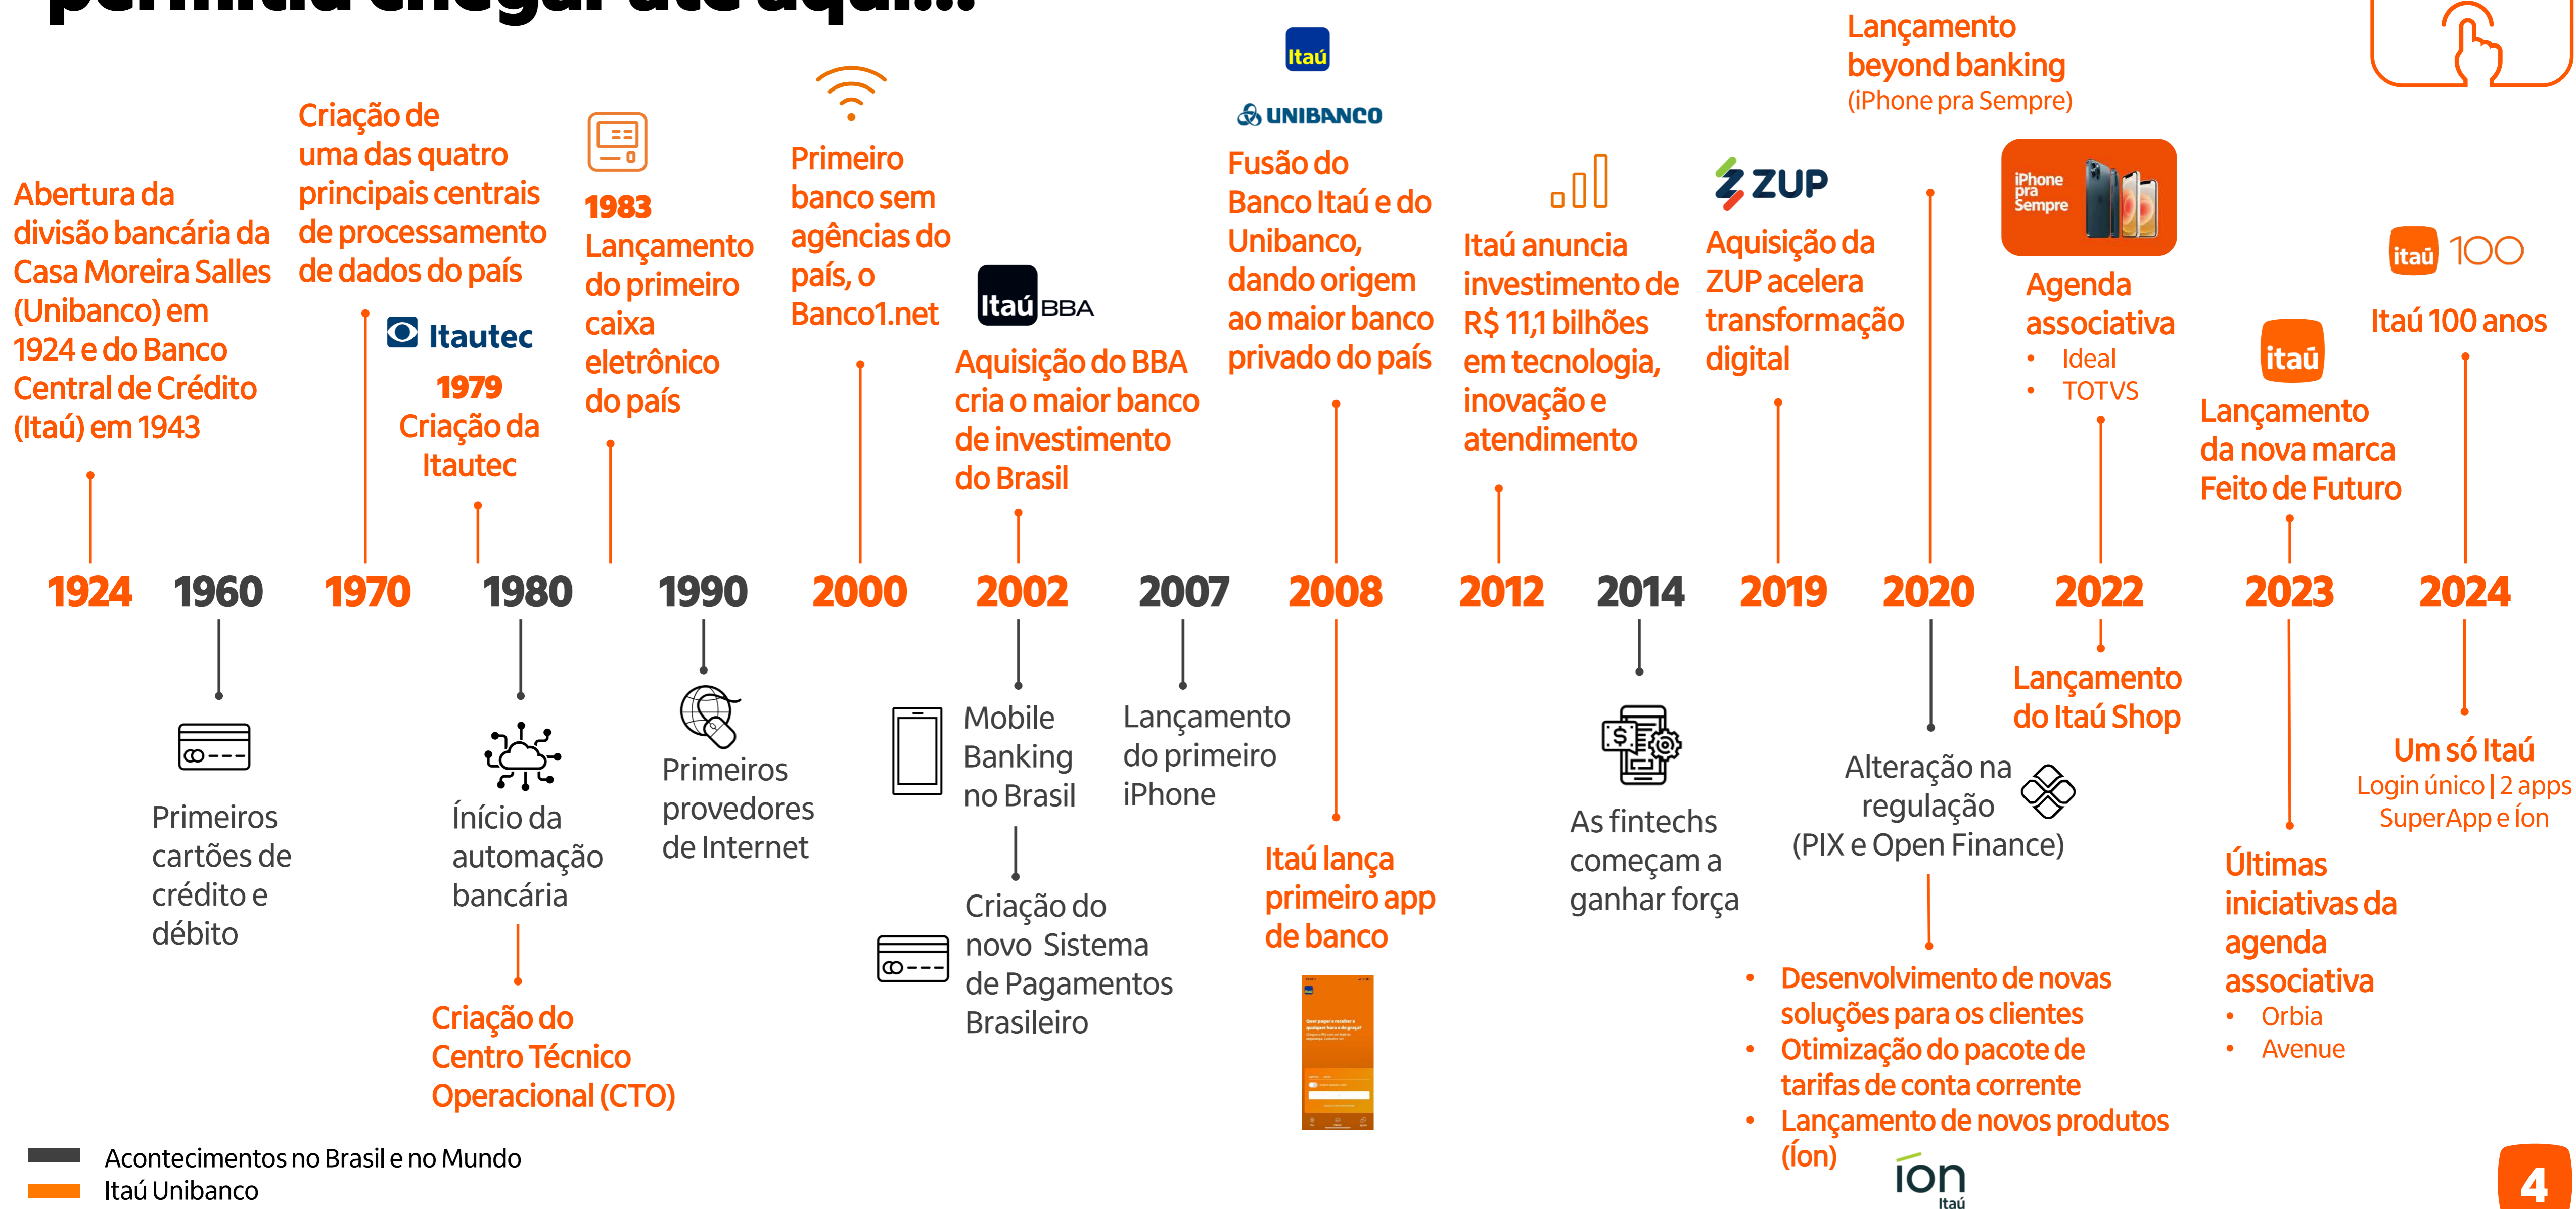 permitiu chegar até aqui...
Abertura da
divisão bancária da
Casa Moreira Salles
(Unibanco) em
1924 e do Banco
Central de Crédito
(Itaú) em 1943
Criação de
uma das quatro
principais centrais
de processamento
de dados do país
Itautec
1979
Criação da
Itautec
1983
Lançamento
do primeiro
caixa
eletrônico
do país
Primeiro
banco sem
agências do
país, o
Banco1.net
Itaú BBA
Aquisição do BBA
cria o maior banco
de investimento
do Brasil
Itaú
UNIBANCO
Fusão do
Banco Itaú e do
Unibanco,
dando origem
ao maior banco
privado do país
Itaú anuncia
investimento de
R$ 11,1 bilhões
em tecnologia,
inovação e
atendimento
ZUP
Aquisição da
ZUP acelera
transformação
digital
Lançamento
beyond banking
(iPhone pra Sempre)
iPhone
pra
Sempre
Agenda
associativa
• Ideal
• TOTVS
itaú
Lançamento
da nova marca
Feito de Futuro
itaú 100
Itaú 100 anos
1924 1960 1970 1980 1990 2000 2002 2007 2008 2012 2014 2019 2020 2022 2023 2024
Primeiros
cartões de
crédito e
débito
Início da
automação
bancária
Criação do
Centro Técnico
Operacional (CTO)
Primeiros
provedores
de Internet
Mobile
Banking
no Brasil
Criação do
novo Sistema
de Pagamentos
Brasileiro
Lançamento
do primeiro
iPhone
Itaú lança
primeiro app
de banco
As fintechs
começam a
ganhar força
Alteração na
regulação
(PIX e Open Finance)
• Desenvolvimento de novas
soluções para os clientes
• Otimização do pacote de
tarifas de conta corrente
• Lançamento de novos produtos
(Íon)
íon
Itaú
Lançamento
do Itaú Shop
Últimas
iniciativas da
agenda
associativa
• Orbia
• Avenue
Um só Itaú
Login único | 2 apps
SuperApp e Íon
Acontecimentos no Brasil e no Mundo
Itaú Unibanco
4